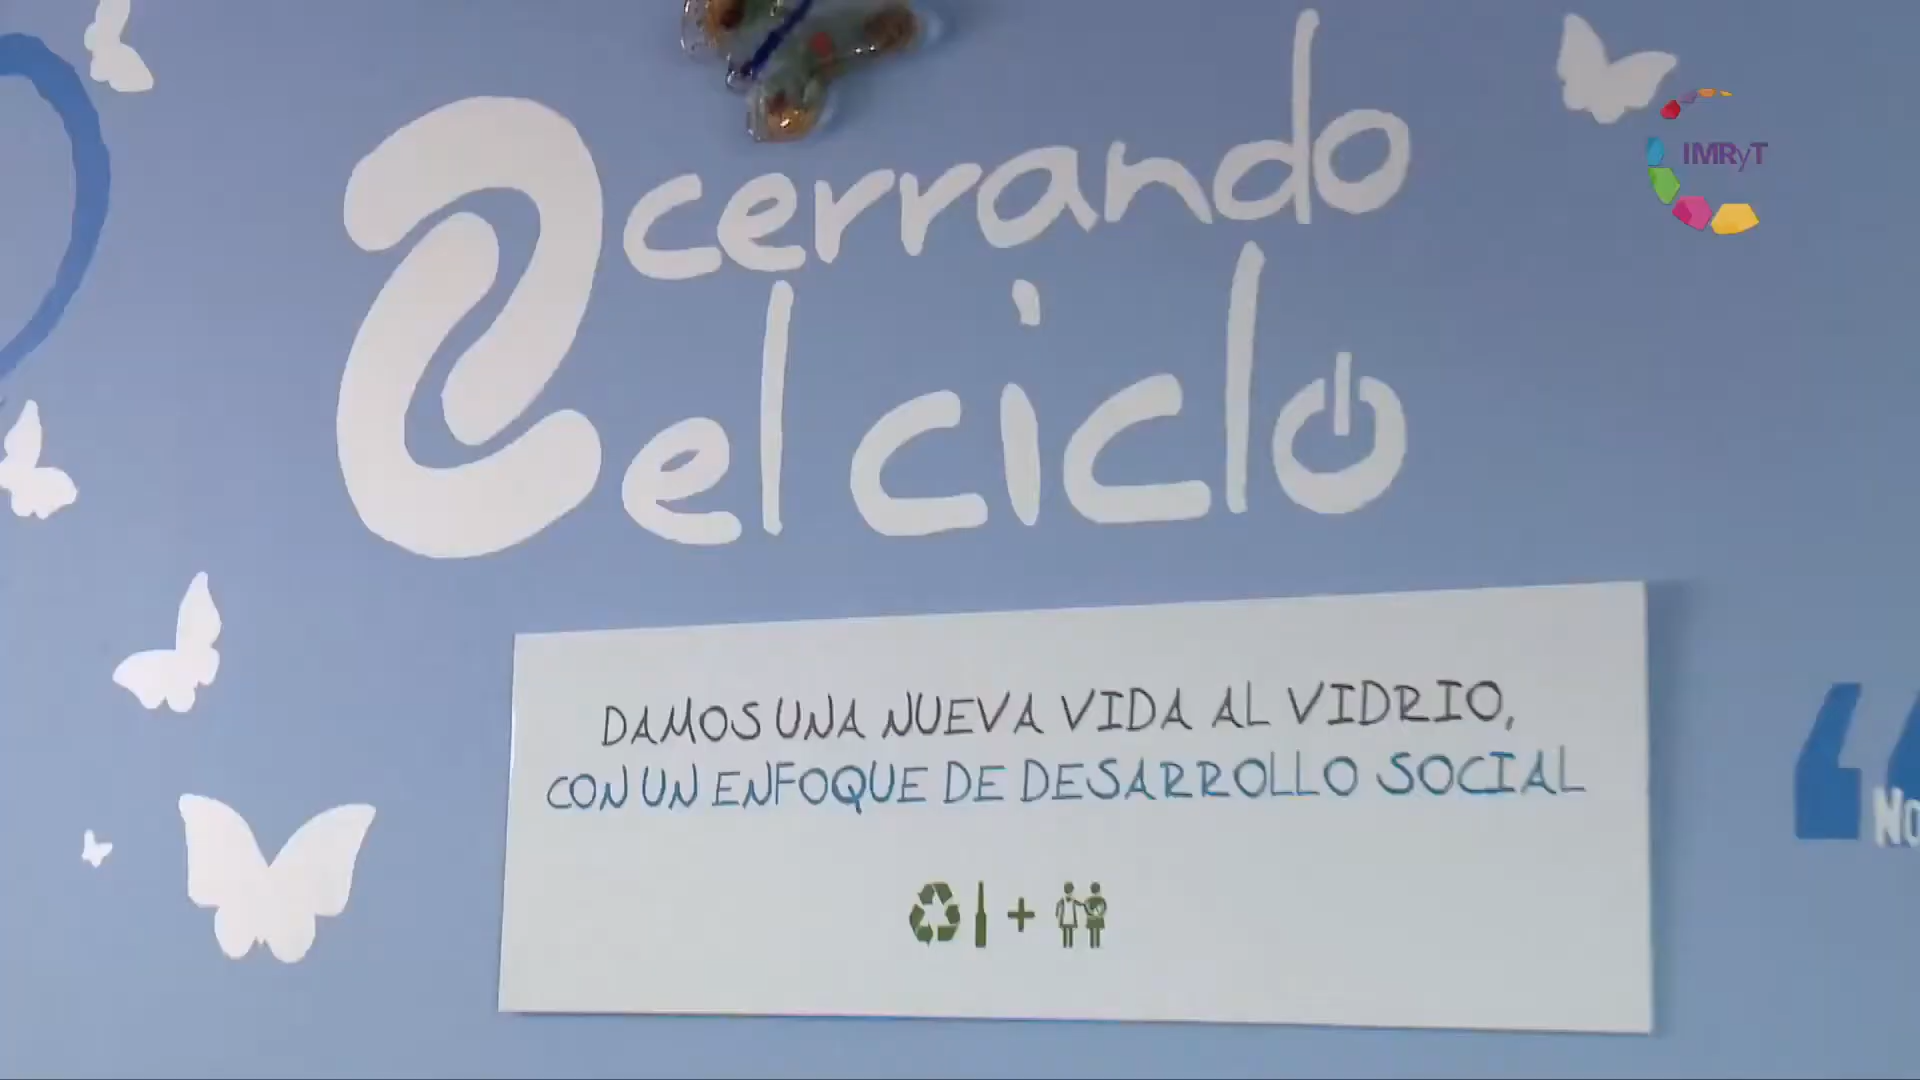 cerrando
el ciclo
IMRyT
DAMOS UNA NUEVA VIDA AL VIDRIO,
CON UN ENFOQUE DE DESARROLLO SOCIAL
+
“